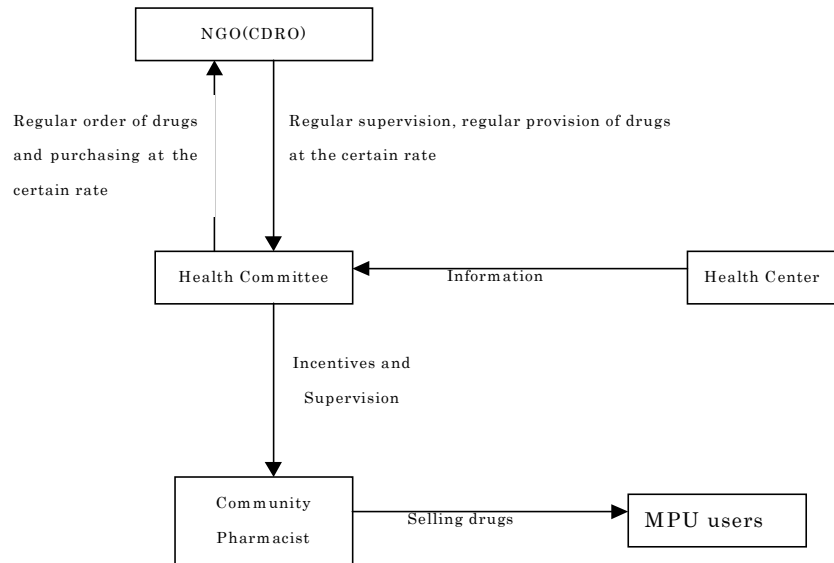 NGO(CDRO)
Regular order of drugs
and purchasing at the
certain rate
Regular supervision, regular provision of drugs
at the certain rate
Health Committee
Information
Health Center
Incentives and
Supervision
Community
Pharmacist
Selling drugs
MPU users